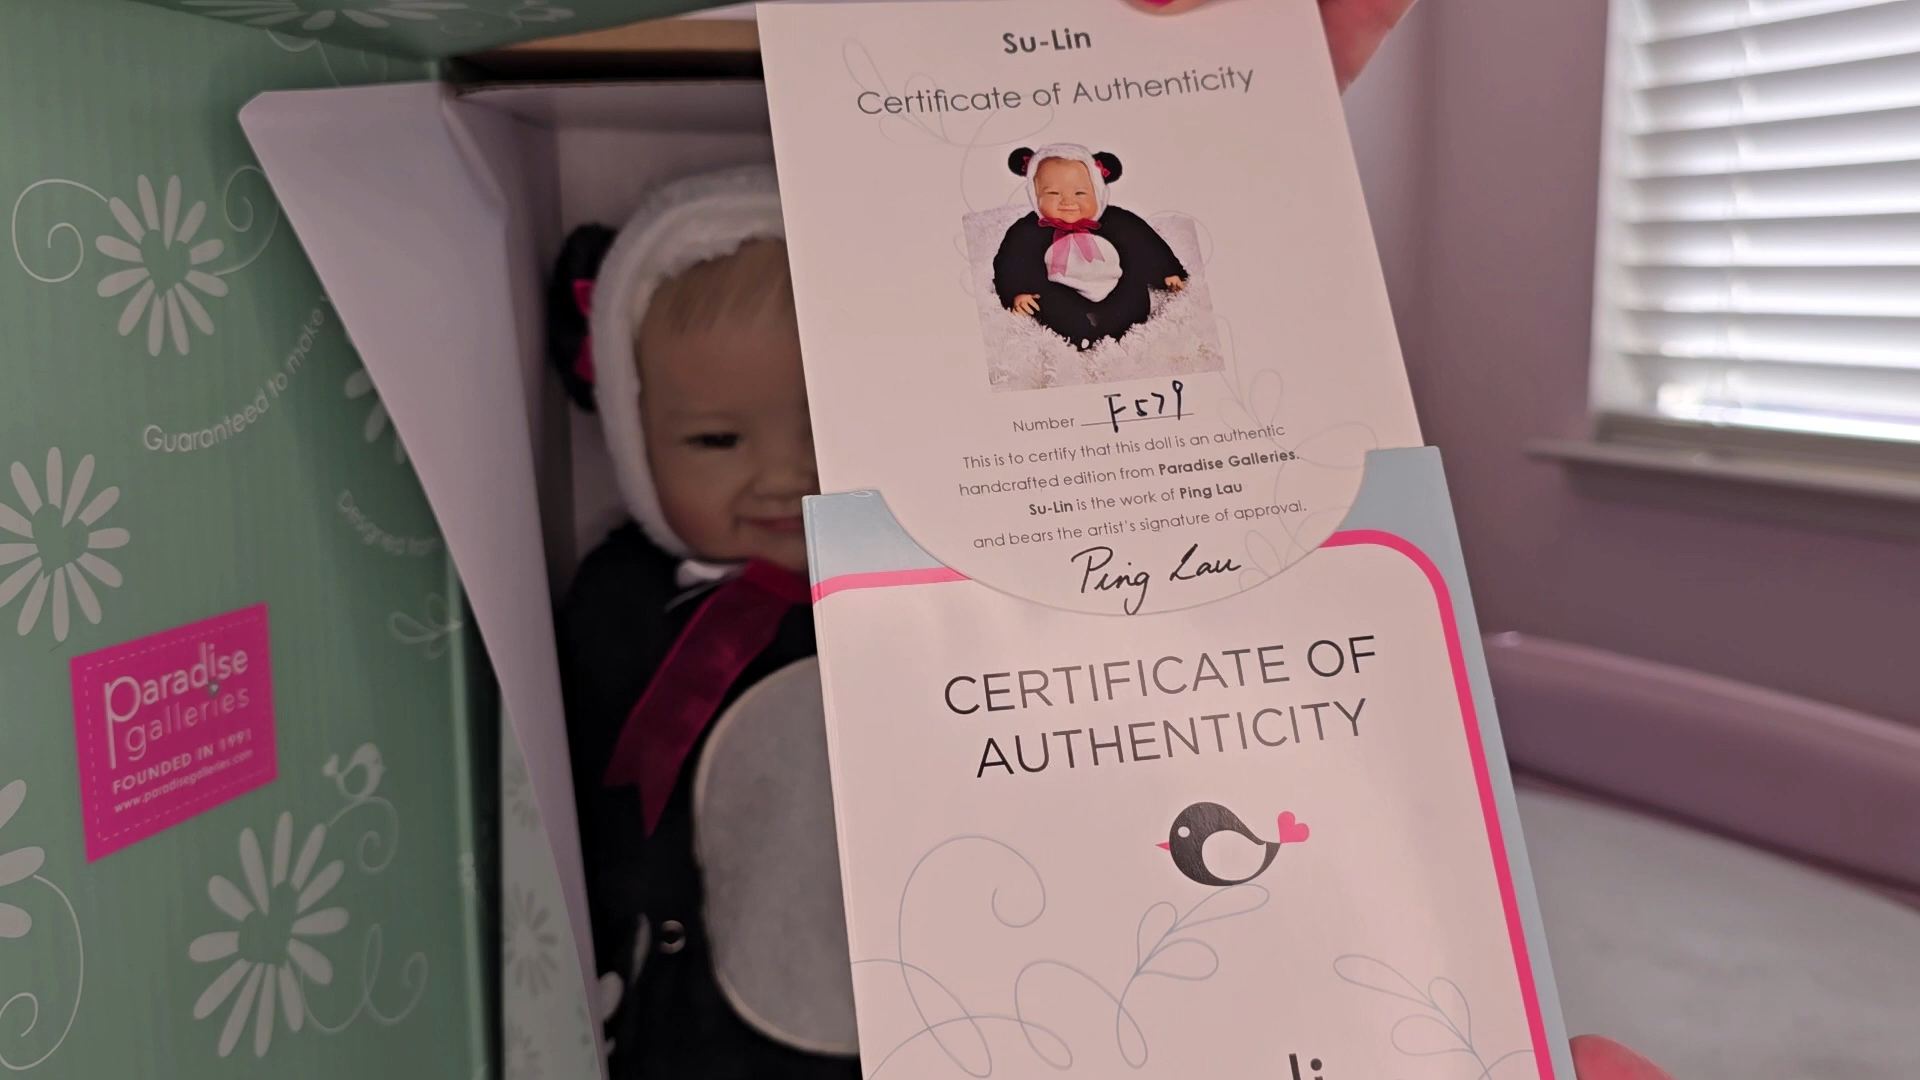 Su-Lin
Certificate of Authenticity
Number F579
This is to certify that this doll is an authentic
handcrafted edition from Paradise Galleries.
Su-Lin is the work of Ping Lau
and bears the artist's signature of approval.
Ping Lau
CERTIFICATE OF
AUTHENTICITY
Guaranteed to make
Designed
paradise
galleries
FOUNDED IN 1991
www.paradisegalleries.com